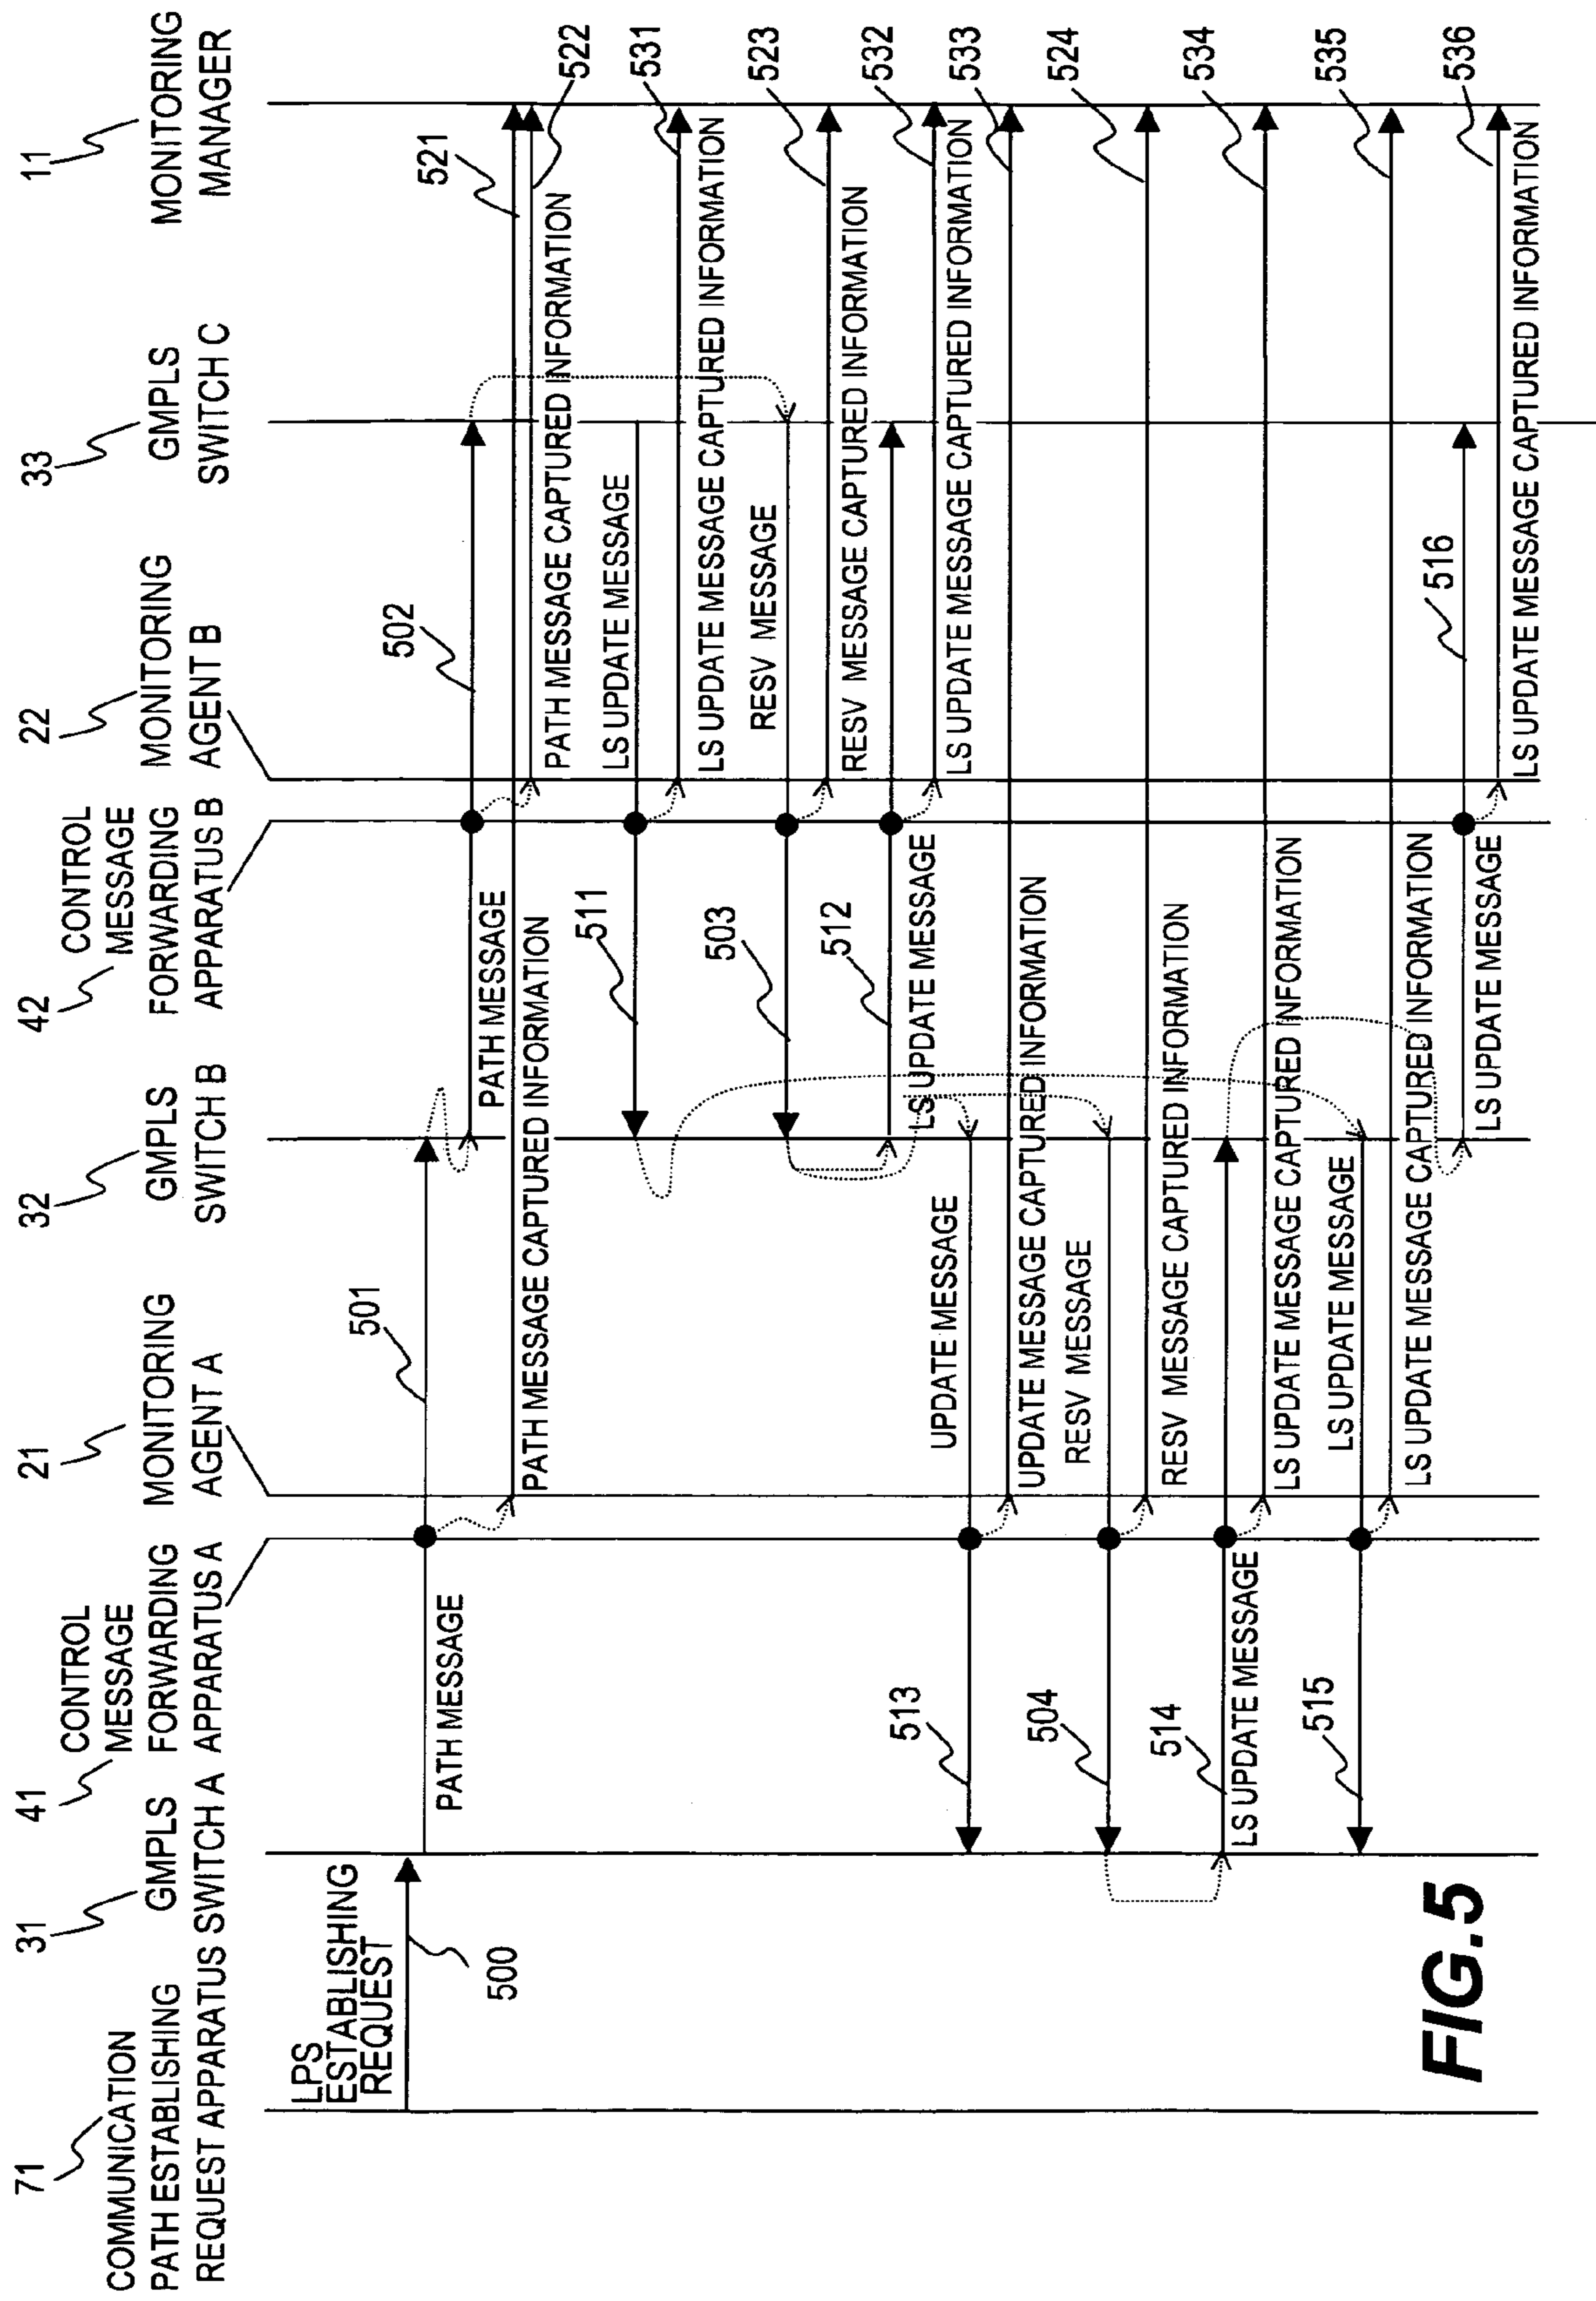 71
COMMUNICATION
PATH ESTABLISHING
REQUEST APPARATUS
31
GMPLS
SWITCH A
41
CONTROL
MESSAGE
FORWARDING
APPARATUS A
21
MONITORING
AGENT A
32
GMPLS
SWITCH B
42
CONTROL
MESSAGE
FORWARDING
APPARATUS B
22
MONITORING
AGENT B
33
GMPLS
SWITCH C
11
MONITORING
MANAGER
LPS
ESTABLISHING
REQUEST
500
501
PATH MESSAGE
502
PATH MESSAGE
521
PATH MESSAGE CAPTURED INFORMATION
522
PATH MESSAGE CAPTURED INFORMATION
511
LS UPDATE MESSAGE
531
LS UPDATE MESSAGE CAPTURED INFORMATION
503
RESV MESSAGE
523
RESV MESSAGE CAPTURED INFORMATION
512
LS UPDATE MESSAGE
532
LS UPDATE MESSAGE CAPTURED INFORMATION
513
UPDATE MESSAGE
533
UPDATE MESSAGE CAPTURED INFORMATION
504
RESV MESSAGE
524
RESV MESSAGE CAPTURED INFORMATION
514
LS UPDATE MESSAGE
534
LS UPDATE MESSAGE CAPTURED INFORMATION
515
LS UPDATE MESSAGE
535
LS UPDATE MESSAGE CAPTURED INFORMATION
516
LS UPDATE MESSAGE
536
LS UPDATE MESSAGE CAPTURED INFORMATION
FIG.5